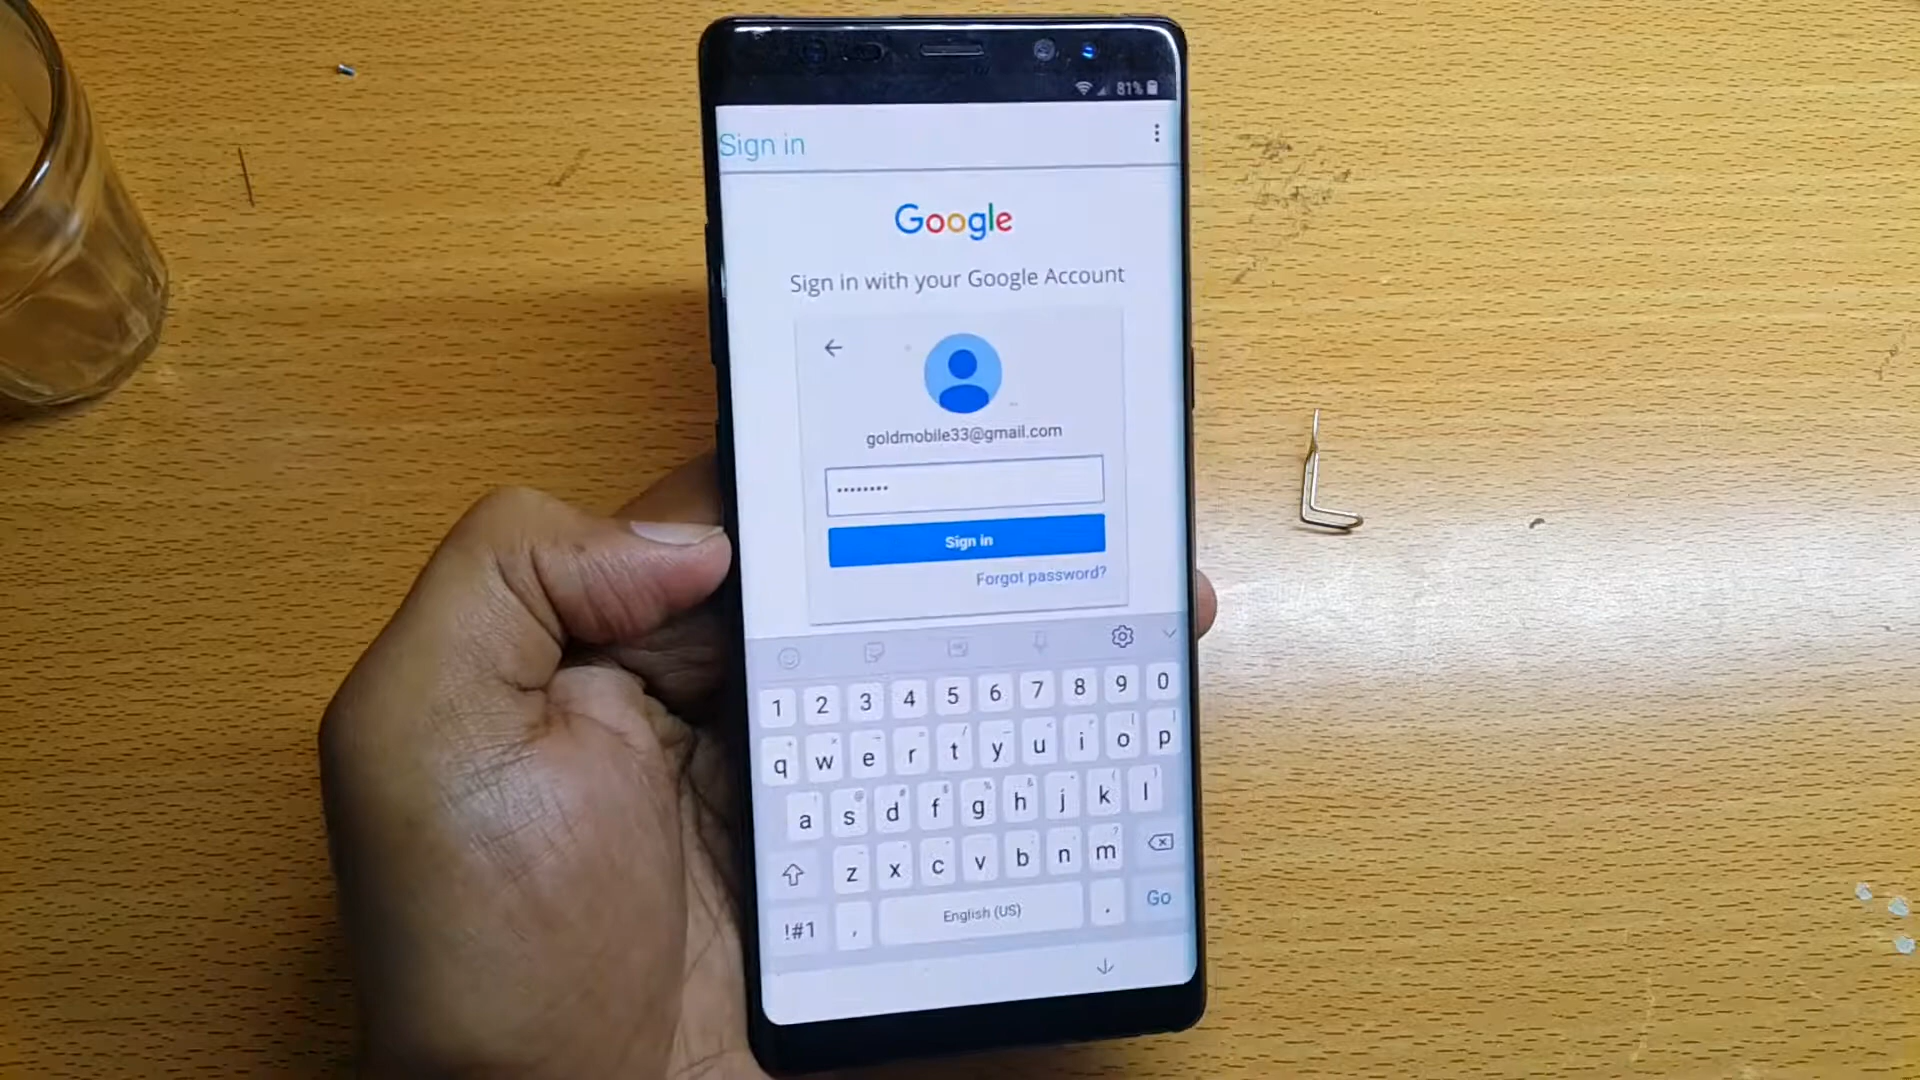 81%
Sign in
Google
Sign in with your Google Account
goldmobile33@gmail.com
••••••••
Sign in
Forgot password?
1 2 3 4 5 6 7 8 9 0
q w e r t y u i o p
a s d f g h j k l
z x c v b n m
!#1 , English (US) . Go